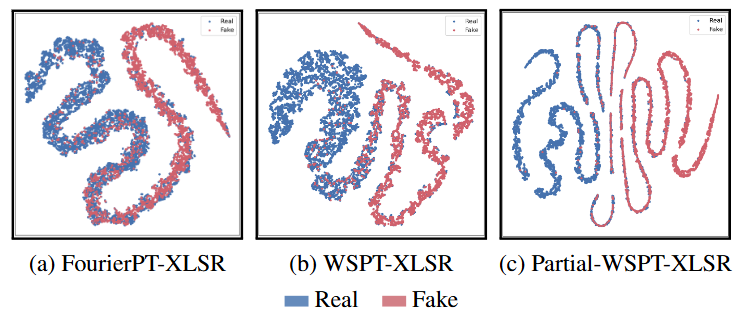 Real
Fake
Real
Fake
Real
Fake
(a) FourierPT-XLSR
(b) WSPT-XLSR
(c) Partial-WSPT-XLSR
Real
Fake